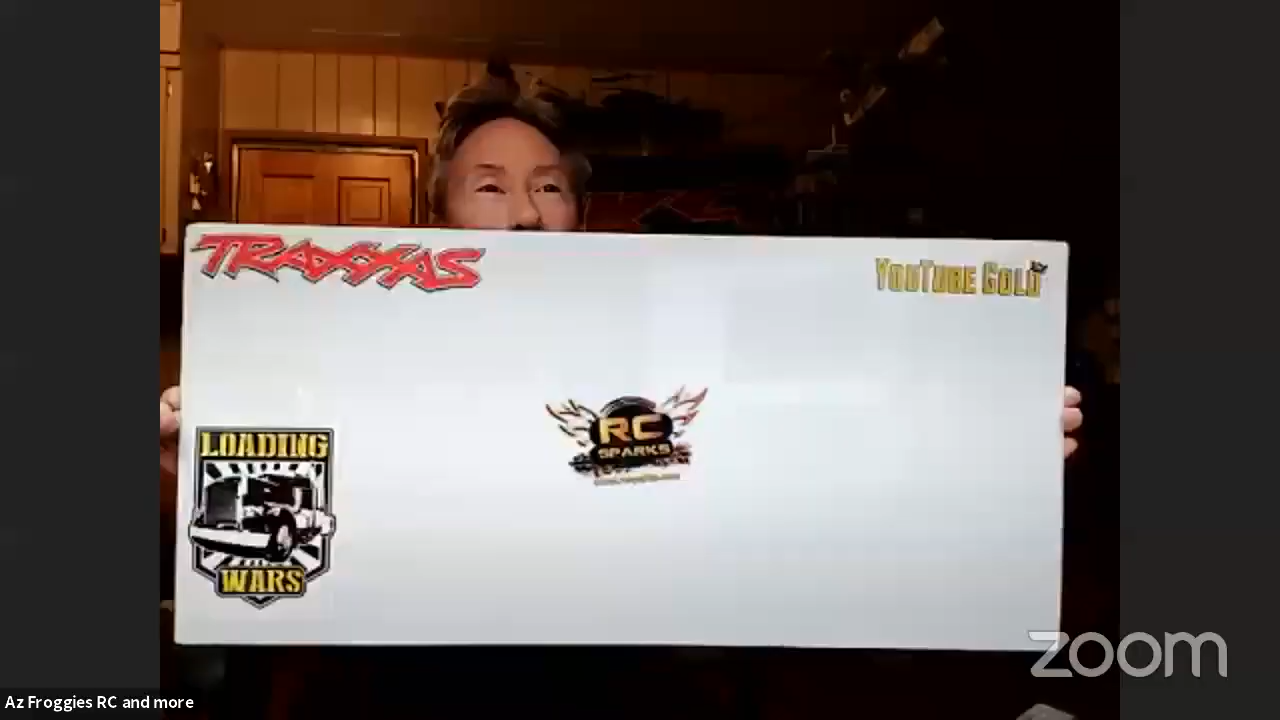 TRAXXAS
YOUTUBE GOLD
RC
SPARKS
LOADING
WARS
zoom
Az Froggies RC and more